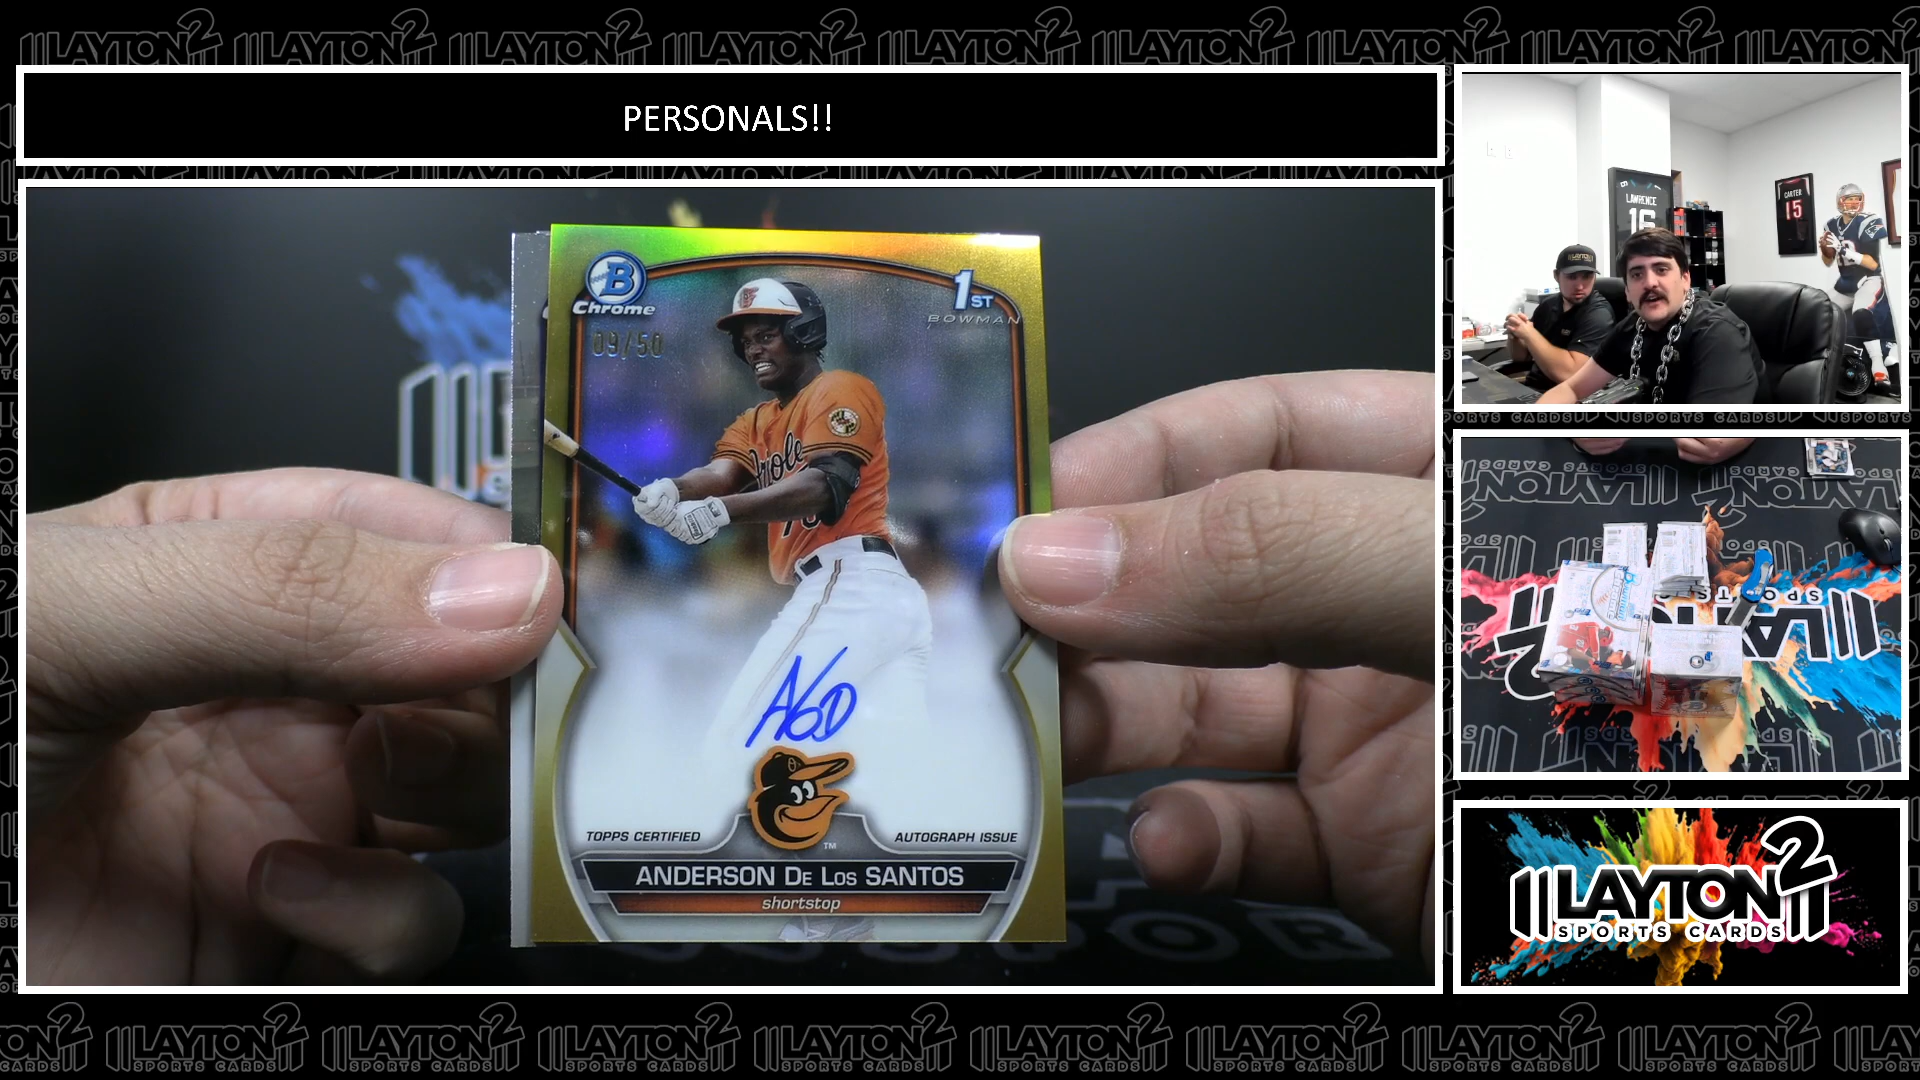 PERSONALS!!
B
Chrome
1ST
BOWMAN
09/50
TOPPS CERTIFIED
AUTOGRAPH ISSUE
TM
ANDERSON DE LOS SANTOS
shortstop
LAWRENCE
16
CARTER
15
LAYTON 2
SPORTS CARDS